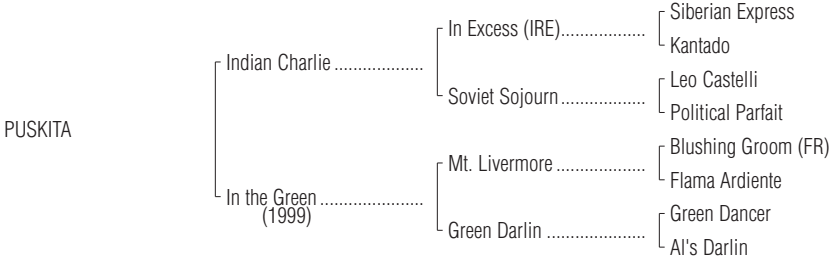 PUSKITA
Indian Charlie ...................
In the Green ......................
(1999)
In Excess (IRE)..................
Soviet Sojourn..................
Mt. Livermore ...................
Green Darlin .....................
Siberian Express
Kantado
Leo Castelli
Political Parfait
Blushing Groom (FR)
Flama Ardiente
Green Dancer
Al's Darlin